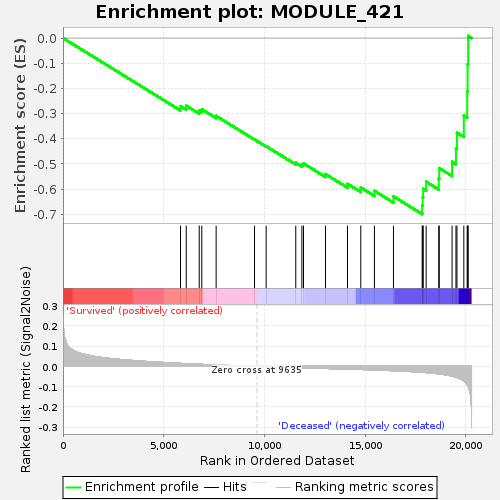 Enrichment plot: MODULE_421
Enrichment score (ES)
0.0
-0.1
-0.2
-0.3
-0.4
-0.5
-0.6
-0.7
'Survived' (positively correlated)
Ranked list metric (Signal2Noise)
0.3
0.2
0.1
0.0
-0.1
-0.2
-0.3
Zero cross at 9635
'Deceased' (negatively correlated)
0 5,000 10,000 15,000 20,000
Rank in Ordered Dataset
Enrichment profile Hits Ranking metric scores